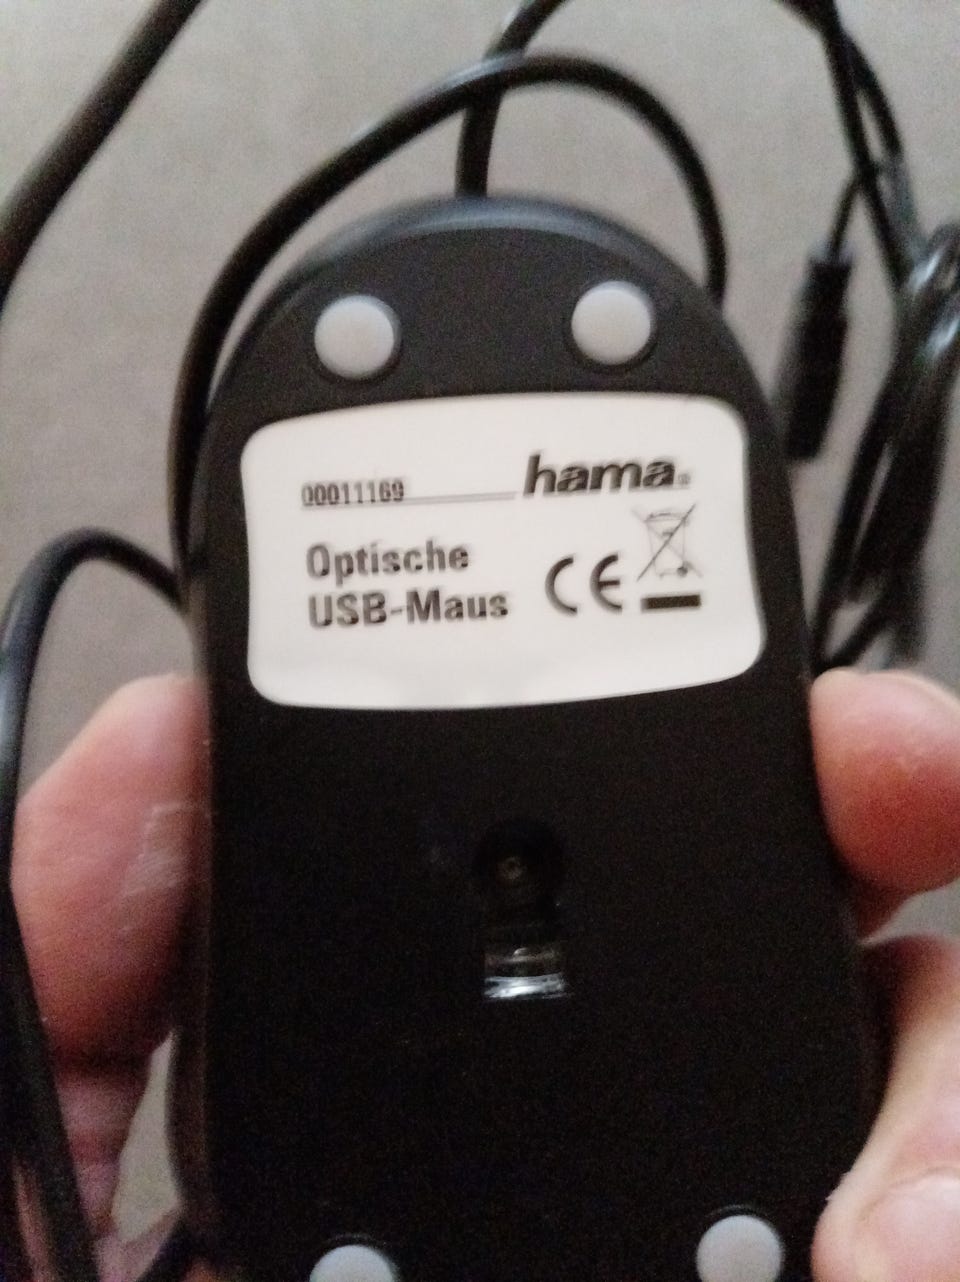 00011169 hama®
Optische
USB-Maus
CE